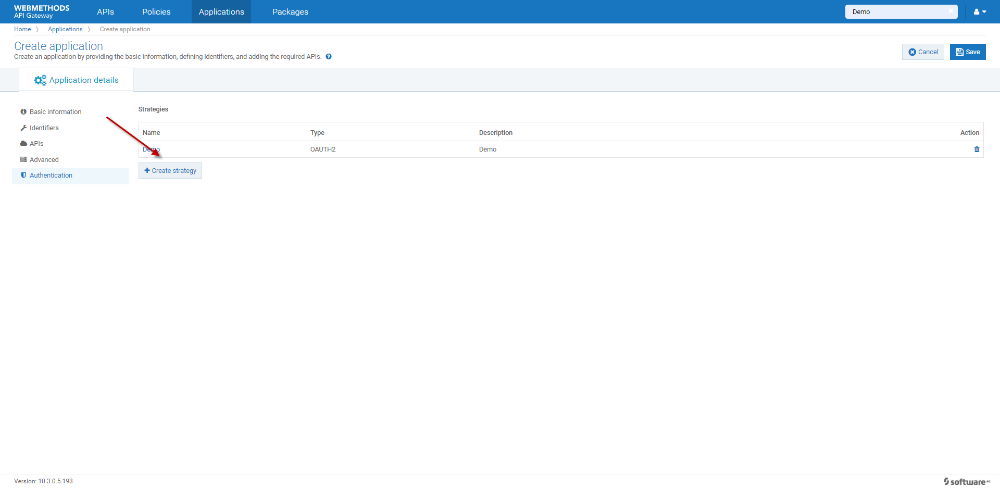 WEBMETHODS
API Gateway
APIs
Policies
Applications
Packages
Demo
Home
Applications
Create application
Create application
Create an application by providing the basic information, defining identifiers, and adding the required APIs.
Cancel
Save
Application details
Basic information
Identifiers
APIs
Advanced
Authentication
Strategies
Name Type Description Action
Demo OAUTH2 Demo
Create strategy
Version: 10.3.0.5.193
software AG